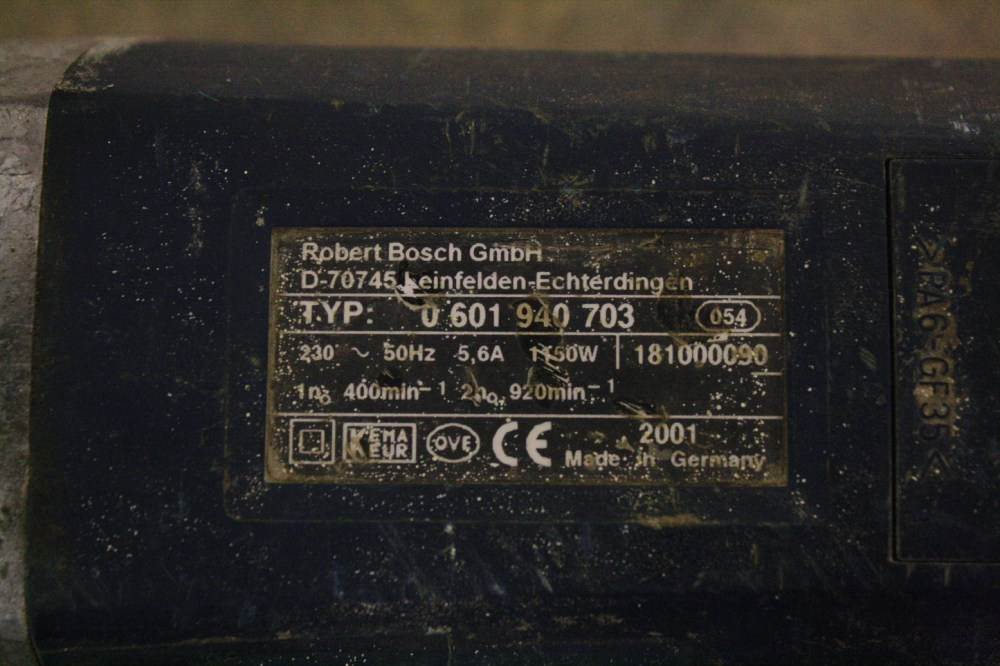 Robert Bosch GmbH
D-70745 Leinfelden-Echterdingen
TYP: 0 601 940 703 054
230 ~ 50Hz 5,6A 1150W 181000090
1n₀ 400min⁻¹ 2n₀ 920min⁻¹
KEMA EUR ÖVE CE 2001
Made in Germany
>PA6-GF35<